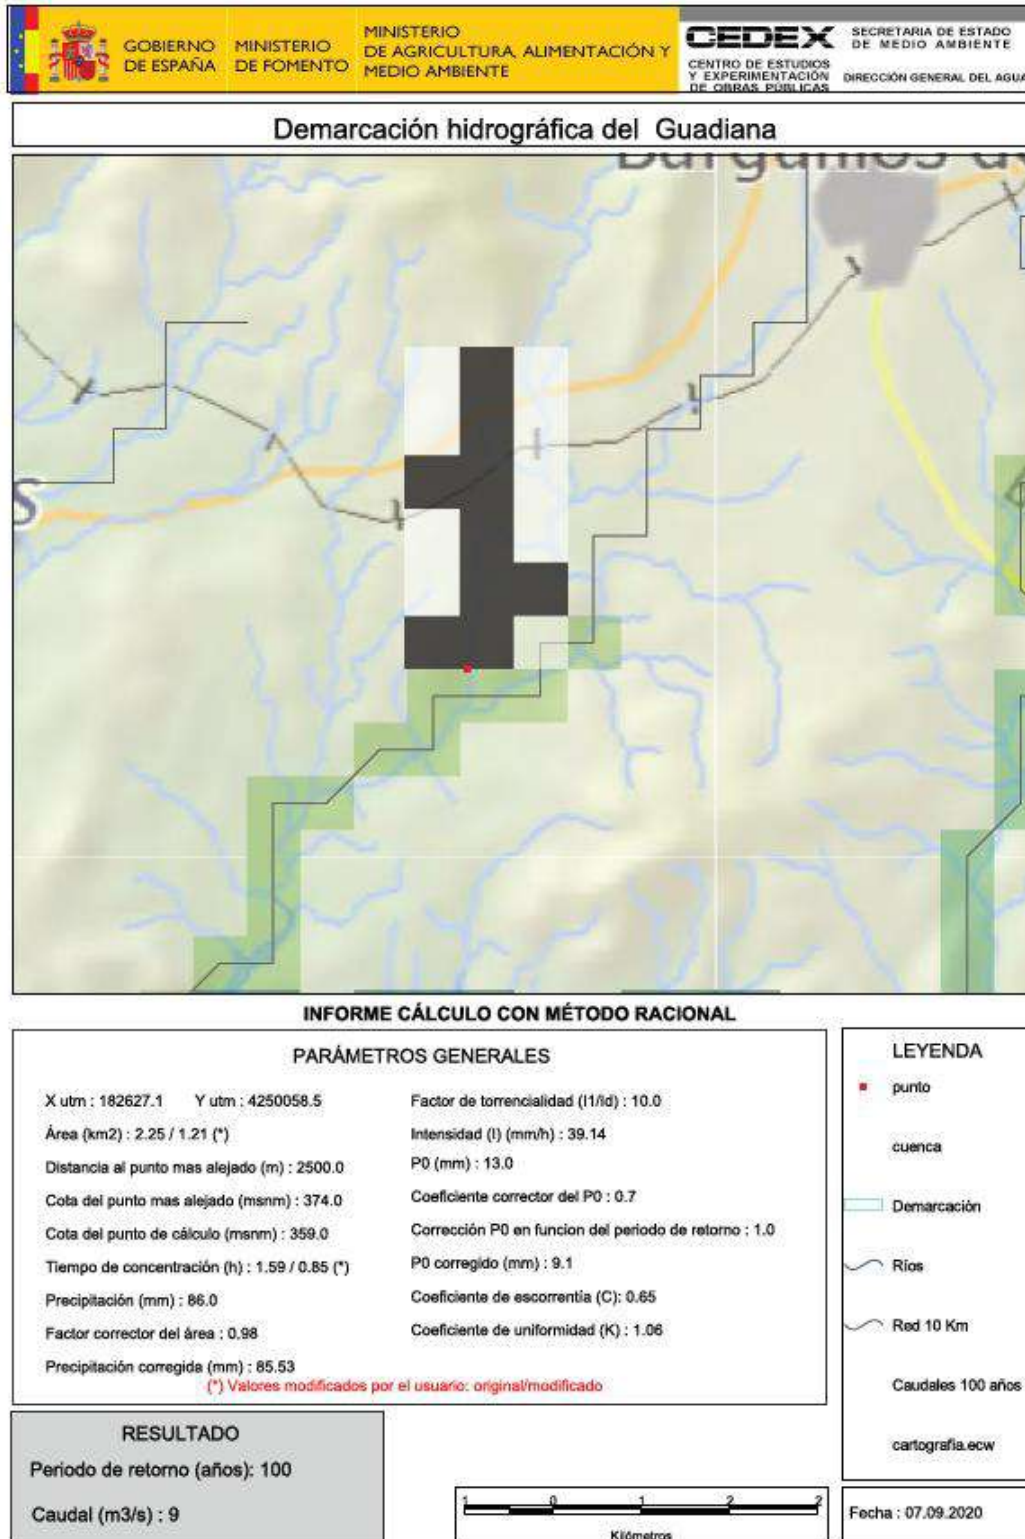 GOBIERNO
DE ESPAÑA
MINISTERIO
DE FOMENTO
MINISTERIO
DE AGRICULTURA, ALIMENTACIÓN Y
MEDIO AMBIENTE
CEDEX
CENTRO DE ESTUDIOS
Y EXPERIMENTACIÓN
DE OBRAS PÚBLICAS
SECRETARIA DE ESTADO
DE MEDIO AMBIENTE
DIRECCIÓN GENERAL DEL AGUA
Demarcación hidrográfica del Guadiana
INFORME CÁLCULO CON MÉTODO RACIONAL
PARÁMETROS GENERALES
X utm : 182627.1 Y utm : 4250058.5
Área (km2) : 2.25 / 1.21 (*)
Distancia al punto mas alejado (m) : 2500.0
Cota del punto mas alejado (msnm) : 374.0
Cota del punto de cálculo (msnm) : 359.0
Tiempo de concentración (h) : 1.59 / 0.85 (*)
Precipitación (mm) : 86.0
Factor corrector del área : 0.98
Precipitación corregida (mm) : 85.53
Factor de torrencialidad (I1/Id) : 10.0
Intensidad (I) (mm/h) : 39.14
P0 (mm) : 13.0
Coeficiente corrector del P0 : 0.7
Corrección P0 en funcion del periodo de retorno : 1.0
P0 corregido (mm) : 9.1
Coeficiente de escorrentía (C): 0.65
Coeficiente de uniformidad (K) : 1.06
(*) Valores modificados por el usuario: original/modificado
LEYENDA
punto
cuenca
Demarcación
Ríos
Red 10 Km
Caudales 100 años
cartografia.ecw
RESULTADO
Periodo de retorno (años): 100
Caudal (m3/s) : 9
1 0 1 2 2
Kilómetros
Fecha : 07.09.2020